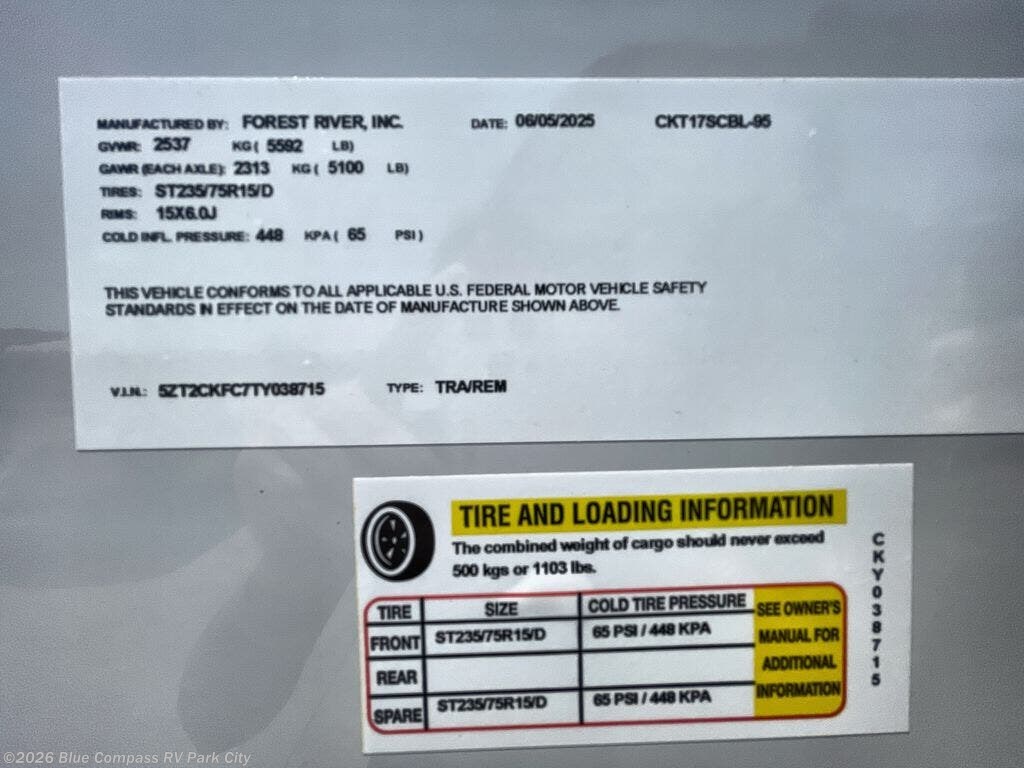 MANUFACTURED BY: FOREST RIVER, INC. DATE: 06/05/2025 CKT17SCBL-95
GVWR: 2537 KG ( 5592 LB)
GAWR (EACH AXLE): 2313 KG ( 5100 LB)
TIRES: ST235/75R15/D
RIMS: 15X6.0J
COLD INFL. PRESSURE: 448 KPA ( 65 PSI )
THIS VEHICLE CONFORMS TO ALL APPLICABLE U.S. FEDERAL MOTOR VEHICLE SAFETY
STANDARDS IN EFFECT ON THE DATE OF MANUFACTURE SHOWN ABOVE.
V.I.N.: 5ZT2CKFC7TY038715 TYPE: TRA/REM
TIRE AND LOADING INFORMATION
The combined weight of cargo should never exceed
500 kgs or 1103 lbs.
TIRE SIZE COLD TIRE PRESSURE
FRONT ST235/75R15/D 65 PSI / 448 KPA
REAR
SPARE ST235/75R15/D 65 PSI / 448 KPA
SEE OWNER'S
MANUAL FOR
ADDITIONAL
INFORMATION
CKY038715
©2026 Blue Compass RV Park City